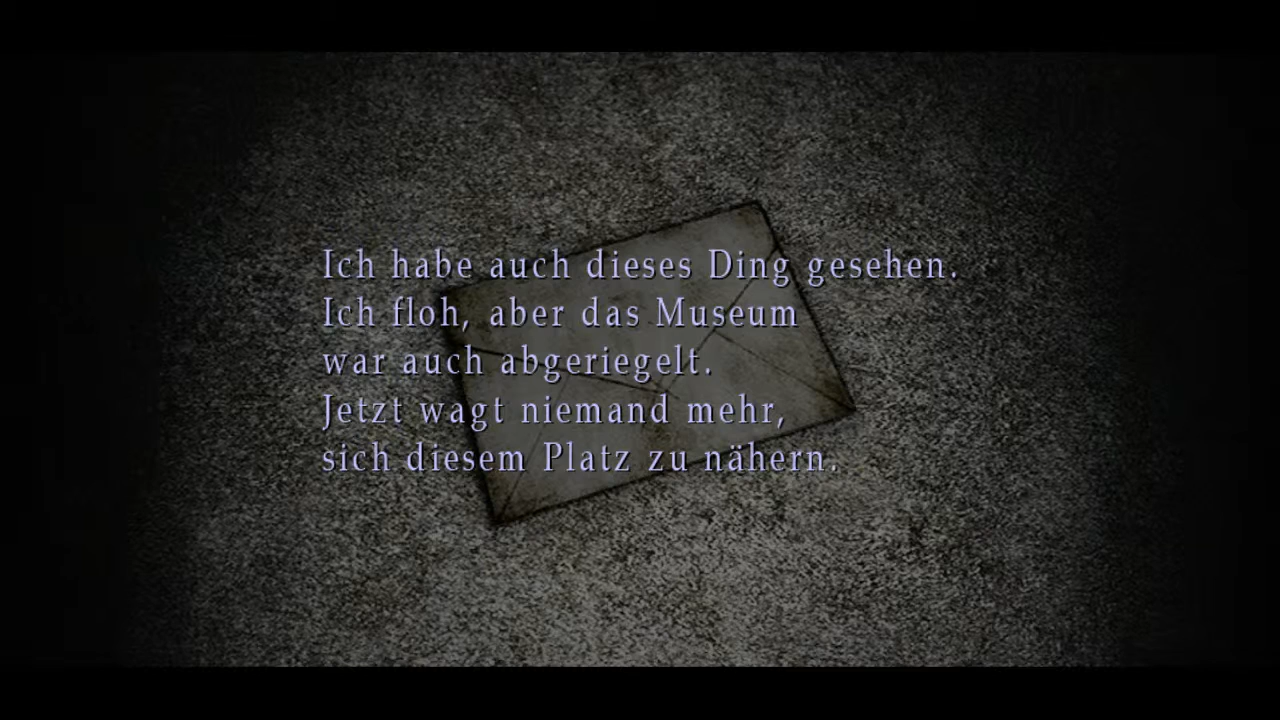 Ich habe auch dieses Ding gesehen.
Ich floh, aber das Museum
war auch abgeriegelt.
Jetzt wagt niemand mehr,
sich diesem Platz zu nähern.